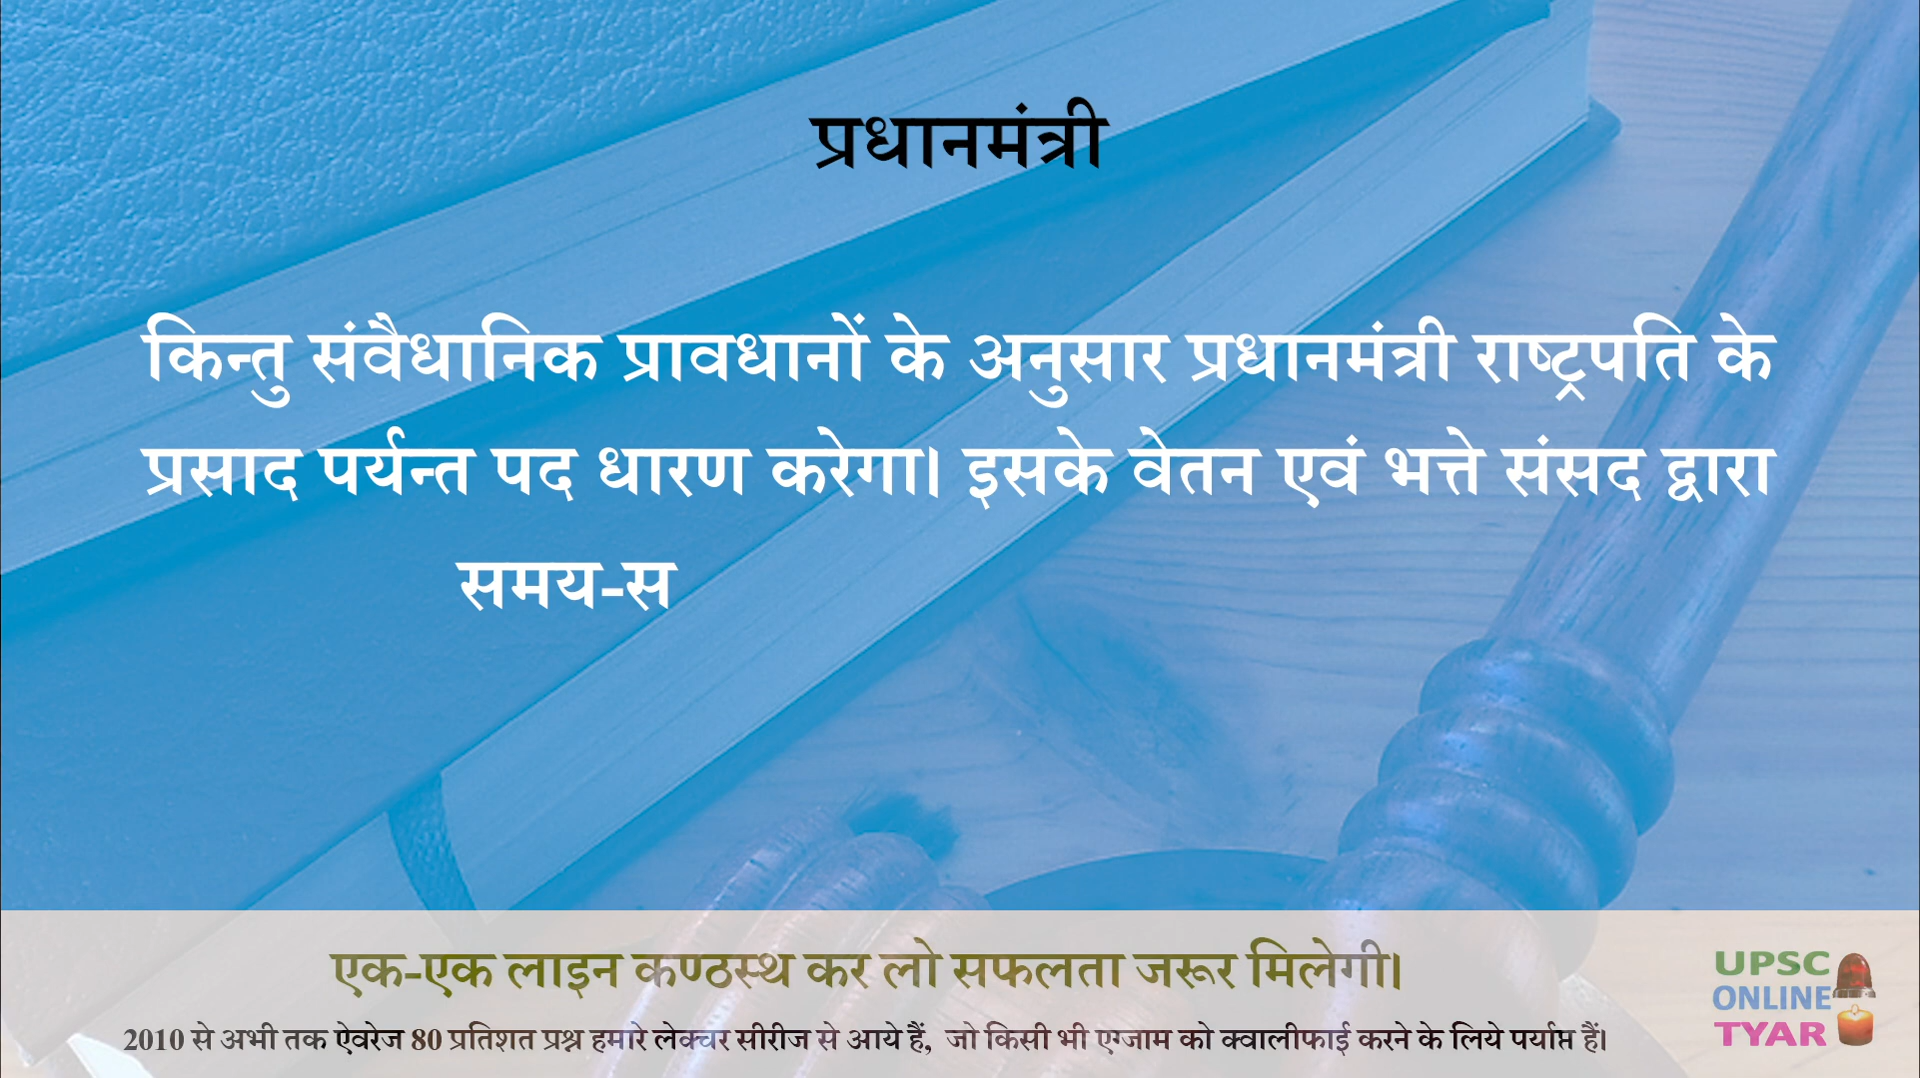 प्रधानमंत्री
किन्तु संवैधानिक प्रावधानों के अनुसार प्रधानमंत्री राष्ट्रपति के
प्रसाद पर्यन्त पद धारण करेगा। इसके वेतन एवं भत्ते संसद द्वारा
समय-स
एक-एक लाइन कण्ठस्थ कर लो सफलता जरूर मिलेगी।
2010 से अभी तक ऐवरेज 80 प्रतिशत प्रश्न हमारे लेक्चर सीरीज से आये हैं, जो किसी भी एग्जाम को क्वालीफाई करने के लिये पर्याप्त हैं।
UPSC
ONLINE
TYAR